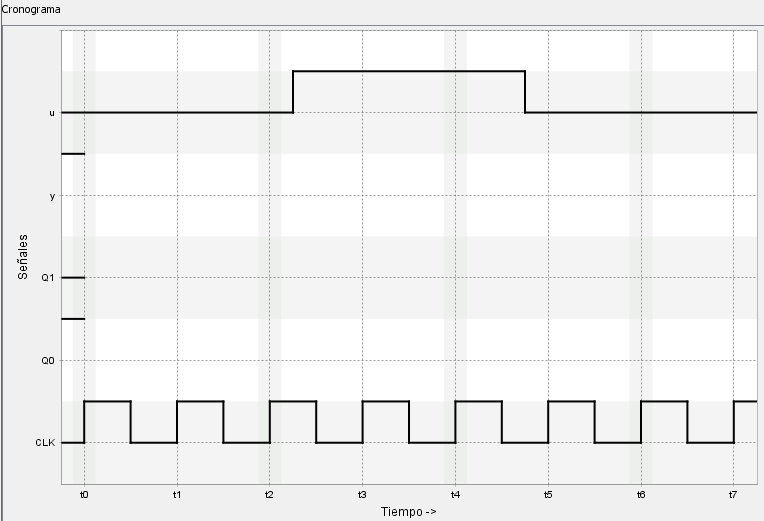 Cronograma
u
y
Q1
Q0
CLK
Señales
t0 t1 t2 t3 t4 t5 t6 t7
Tiempo ->